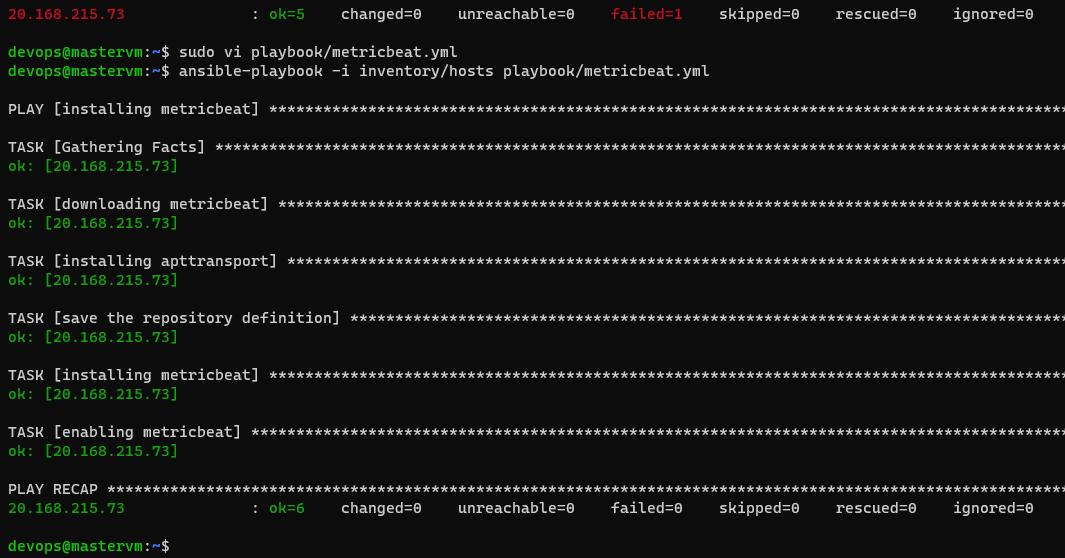 20.168.215.73              : ok=5    changed=0    unreachable=0    failed=1    skipped=0    rescued=0    ignored=0
devops@mastervm:~$ sudo vi playbook/metricbeat.yml
devops@mastervm:~$ ansible-playbook -i inventory/hosts playbook/metricbeat.yml
PLAY [installing metricbeat] ****************************************************************************************
TASK [Gathering Facts] **********************************************************************************************
ok: [20.168.215.73]
TASK [downloading metricbeat] ***************************************************************************************
ok: [20.168.215.73]
TASK [installing apttransport] **************************************************************************************
ok: [20.168.215.73]
TASK [save the repository definition] *******************************************************************************
ok: [20.168.215.73]
TASK [installing metricbeat] ****************************************************************************************
ok: [20.168.215.73]
TASK [enabling metricbeat] ******************************************************************************************
ok: [20.168.215.73]
PLAY RECAP **********************************************************************************************************
20.168.215.73              : ok=6    changed=0    unreachable=0    failed=0    skipped=0    rescued=0    ignored=0
devops@mastervm:~$